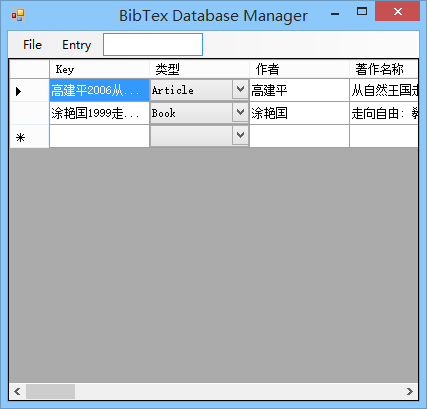 BibTex Database Manager
File Entry
Key 类型 作者 著作名称
高建平2006从... Article 高建平 从自然王国走
涂艳国1999走... Book 涂艳国 走向自由：